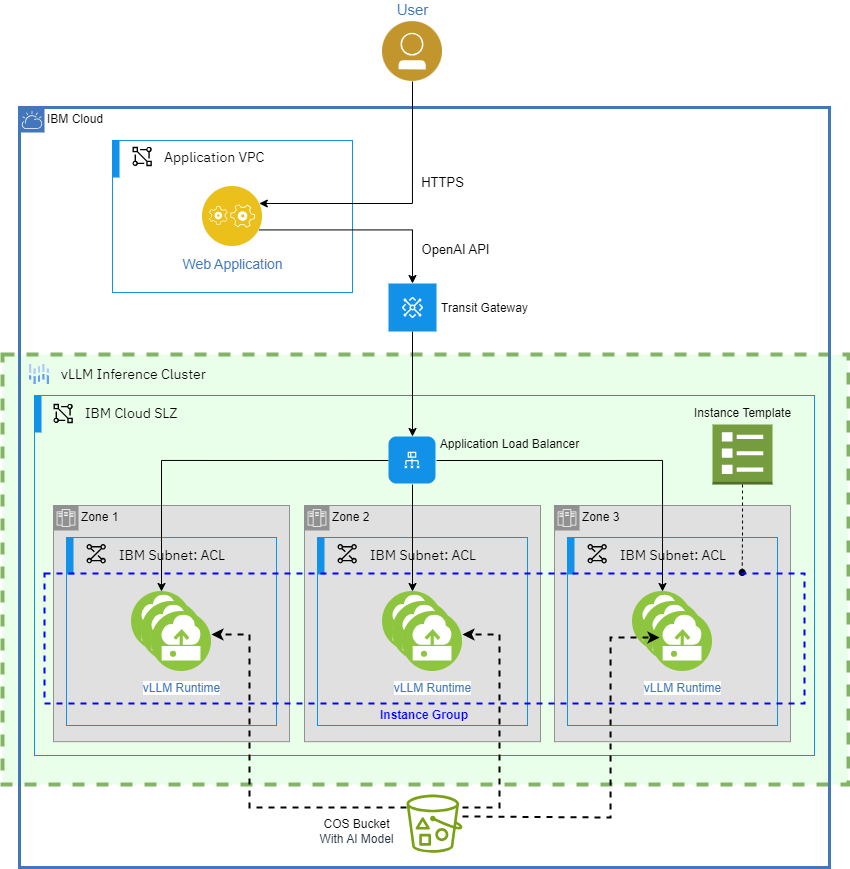 User
IBM Cloud
Application VPC
HTTPS
Web Application
OpenAI API
Transit Gateway
vLLM Inference Cluster
IBM Cloud SLZ
Instance Template
Application Load Balancer
Zone 1
Zone 2
Zone 3
IBM Subnet: ACL
IBM Subnet: ACL
IBM Subnet: ACL
vLLM Runtime
vLLM Runtime
vLLM Runtime
Instance Group
COS Bucket
With AI Model